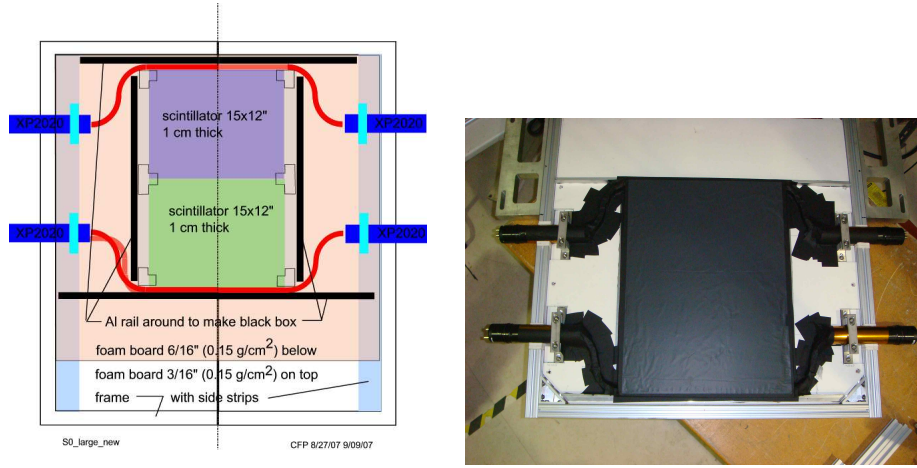 scintillator 15x12"
1 cm thick
XP2020
XP2020
scintillator 15x12"
1 cm thick
XP2020
XP2020
Al rail around to make black box
foam board 6/16" (0.15 g/cm2) below
foam board 3/16" (0.15 g/cm2) on top
frame with side strips
S0_large_new
CFP 8/27/07 9/09/07